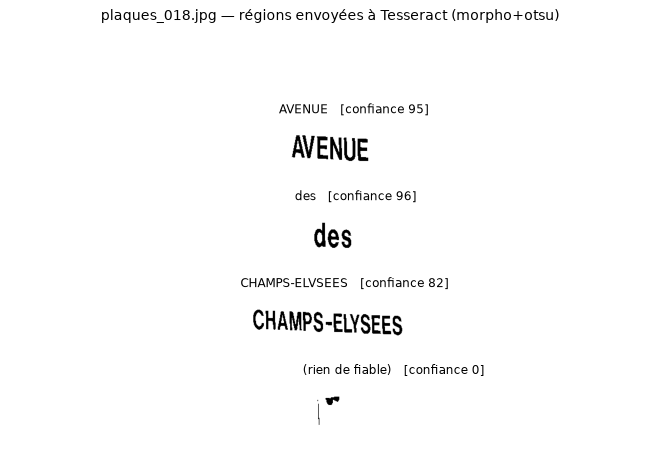 plaques_018.jpg — régions envoyées à Tesseract (morpho+otsu)
AVENUE [confiance 95]
AVENUE
des [confiance 96]
des
CHAMPS-ELVSEES [confiance 82]
CHAMPS-ELYSEES
(rien de fiable) [confiance 0]